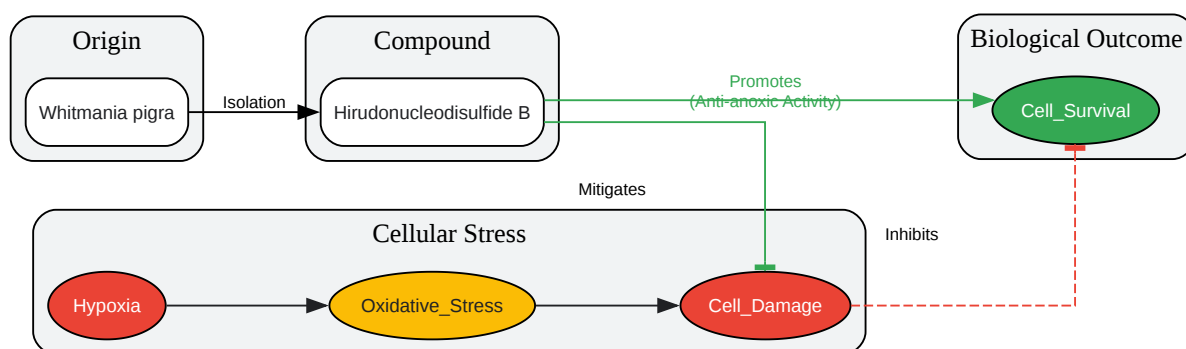 Origin
Compound
Biological Outcome
Whitmania pigra
Isolation
Hirudonucleodisulfide B
Promotes
(Anti-anoxic Activity)
Cell_Survival
Mitigates
Inhibits
Cellular Stress
Hypoxia
Oxidative_Stress
Cell_Damage